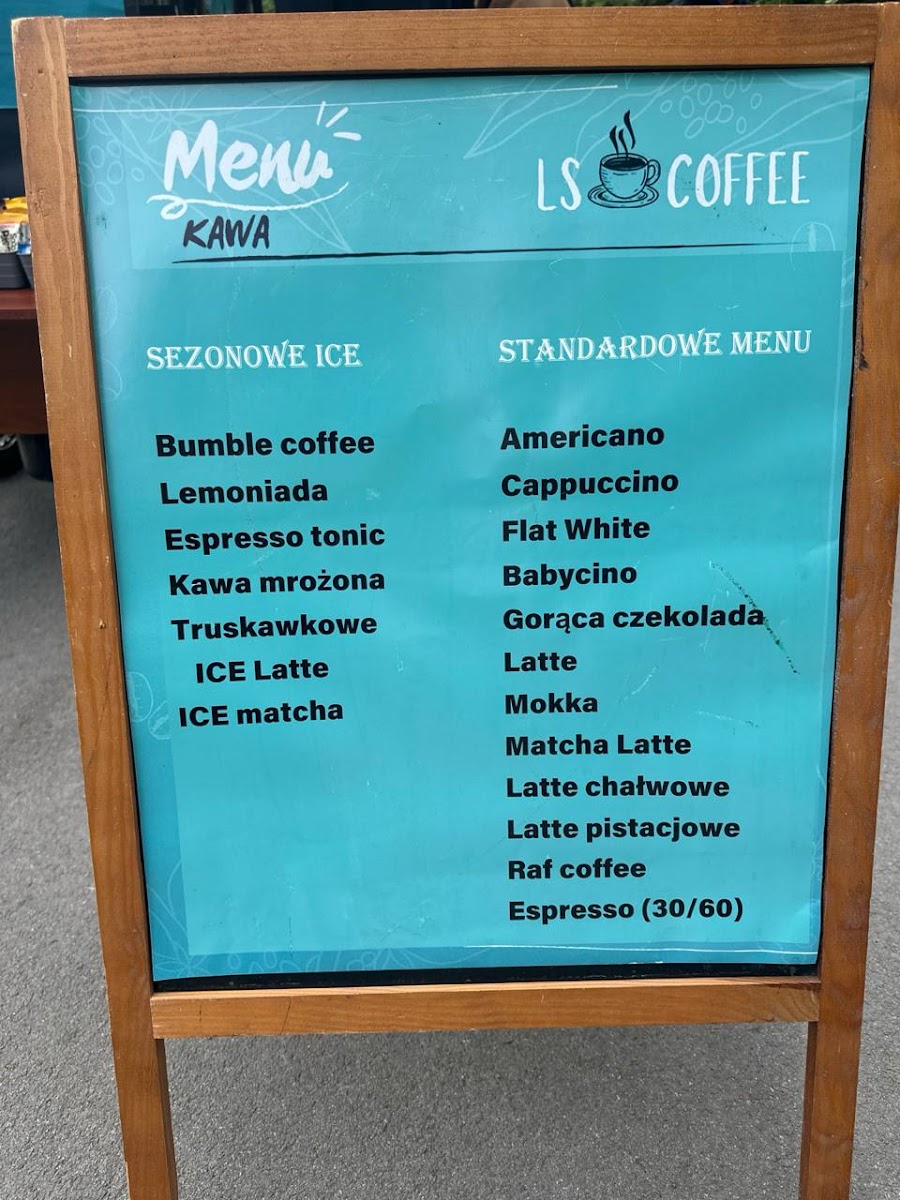 Menu
KAWA
LS COFFEE
SEZONOWE ICE
Bumble coffee
Lemoniada
Espresso tonic
Kawa mrożona
Truskawkowe
ICE Latte
ICE matcha
STANDARDOWE MENU
Americano
Cappuccino
Flat White
Babycino
Gorąca czekolada
Latte
Mokka
Matcha Latte
Latte chałwowe
Latte pistacjowe
Raf coffee
Espresso (30/60)